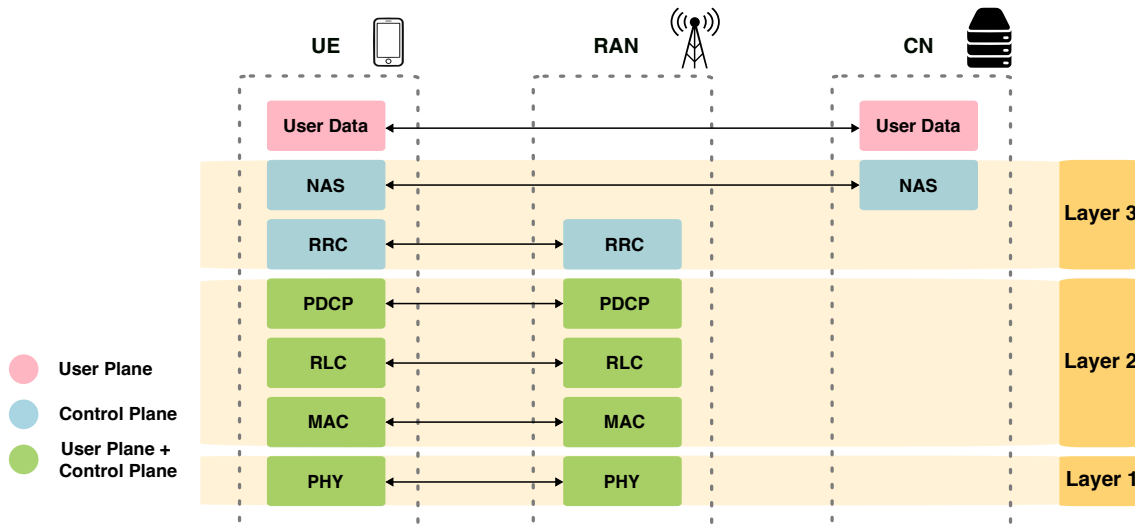 UE
RAN
CN
User Data
User Data
NAS
NAS
Layer 3
RRC
RRC
PDCP
PDCP
RLC
RLC
Layer 2
MAC
MAC
PHY
PHY
Layer 1
User Plane
Control Plane
User Plane +
Control Plane